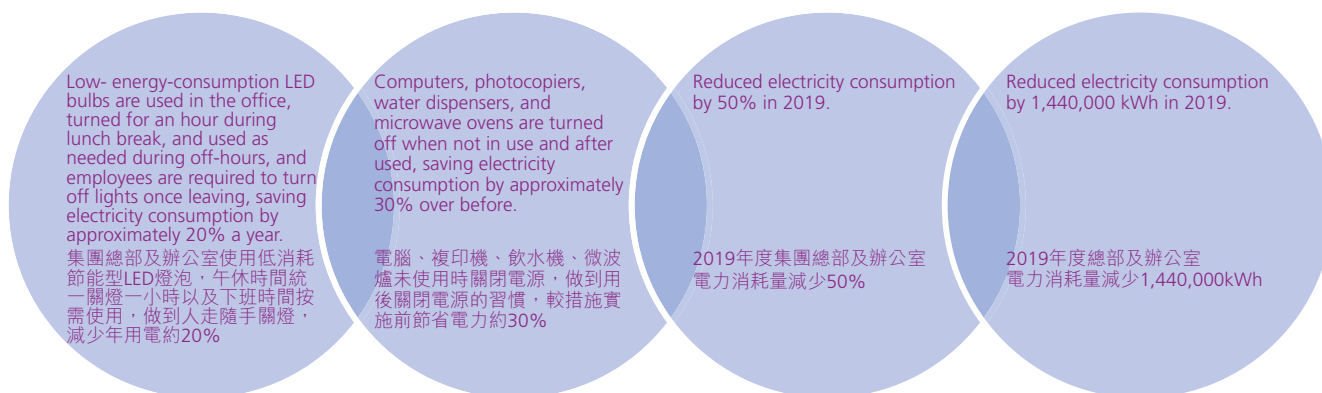 Low- energy-consumption LED
bulbs are used in the office,
turned for an hour during
lunch break, and used as
needed during off-hours, and
employees are required to turn
off lights once leaving, saving
electricity consumption by
approximately 20% a year.
集團總部及辦公室使用低消耗
節能型LED燈泡，午休時間統
一關燈一小時以及下班時間按
需使用，做到人走隨手關燈，
減少年用電約20%
Computers, photocopiers,
water dispensers, and
microwave ovens are turned
off when not in use and after
used, saving electricity
consumption by approximately
30% over before.
電腦、複印機、飲水機、微波
爐未使用時關閉電源，做到用
後關閉電源的習慣，較措施實
施前節省電力約30%
Reduced electricity consumption
by 50% in 2019.
2019年度集團總部及辦公室
電力消耗量減少50%
Reduced electricity consumption
by 1,440,000 kWh in 2019.
2019年度總部及辦公室
電力消耗量減少1,440,000kWh